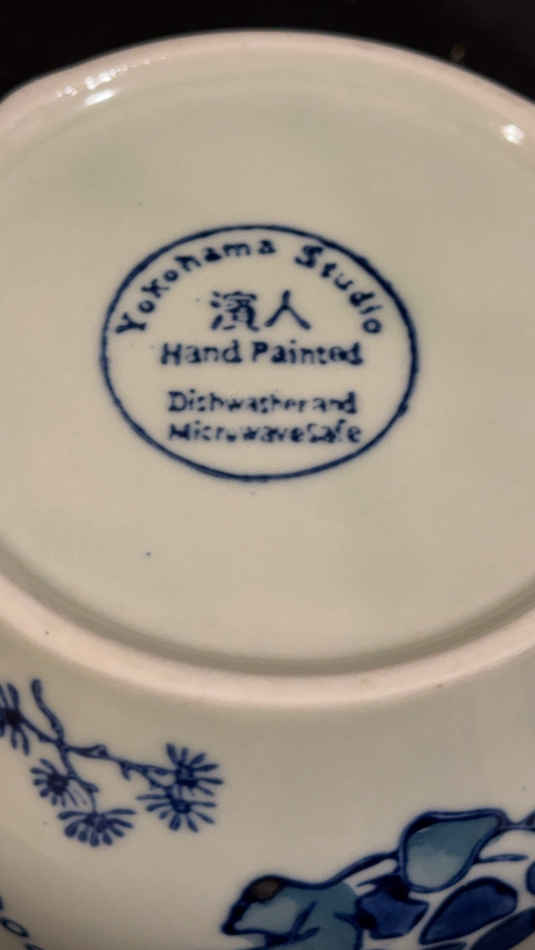 Yokohama Studio
濱人
Hand Painted
Dishwasher and
Microwave Safe